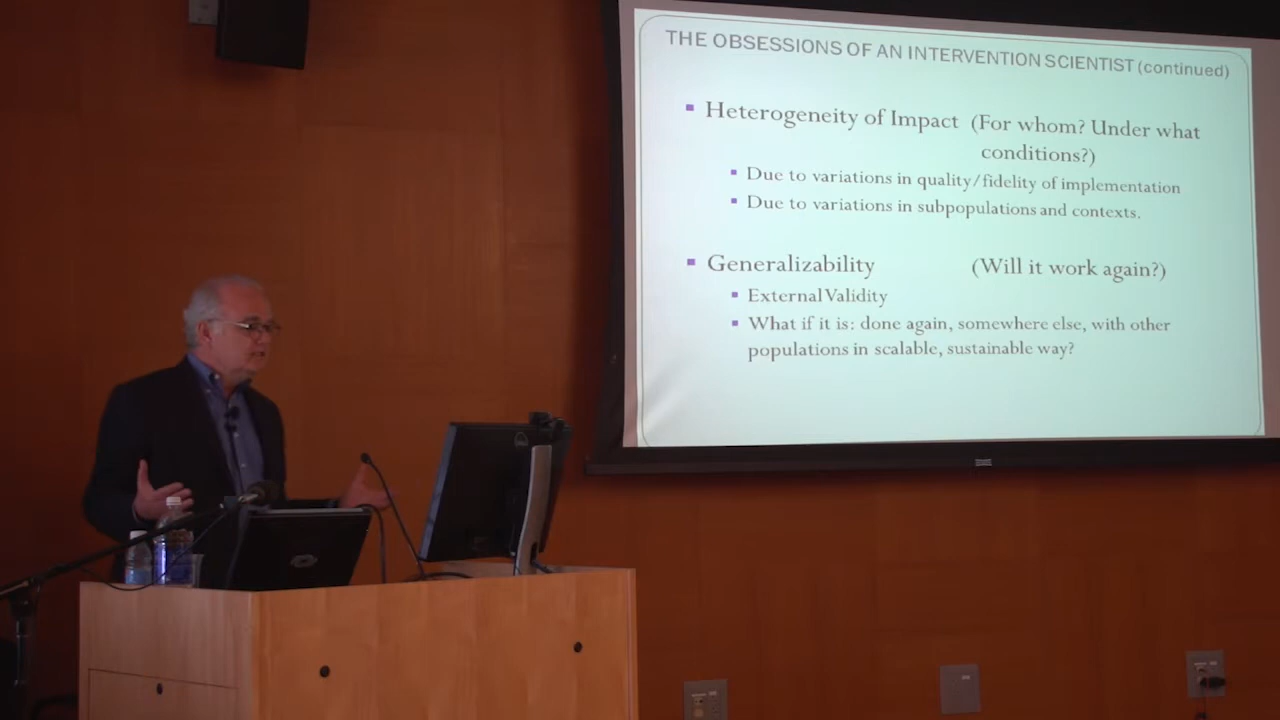 THE OBSESSIONS OF AN INTERVENTION SCIENTIST (continued)
Heterogeneity of Impact (For whom? Under what
conditions?)
Due to variations in quality/fidelity of implementation
Due to variations in subpopulations and contexts.
Generalizability (Will it work again?)
External Validity
What if it is: done again, somewhere else, with other
populations in scalable, sustainable way?